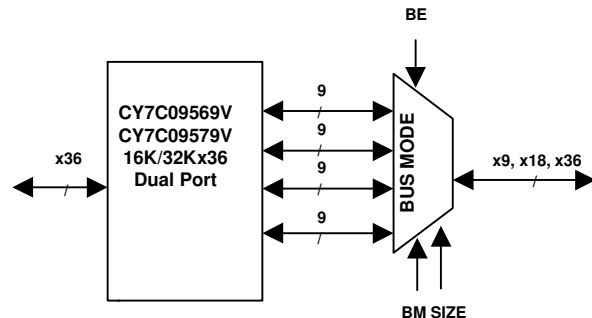 BE
CY7C09569V
CY7C09579V
16K/32Kx36
Dual Port
x36
9
9
9
9
BUS MODE
x9, x18, x36
BM SIZE